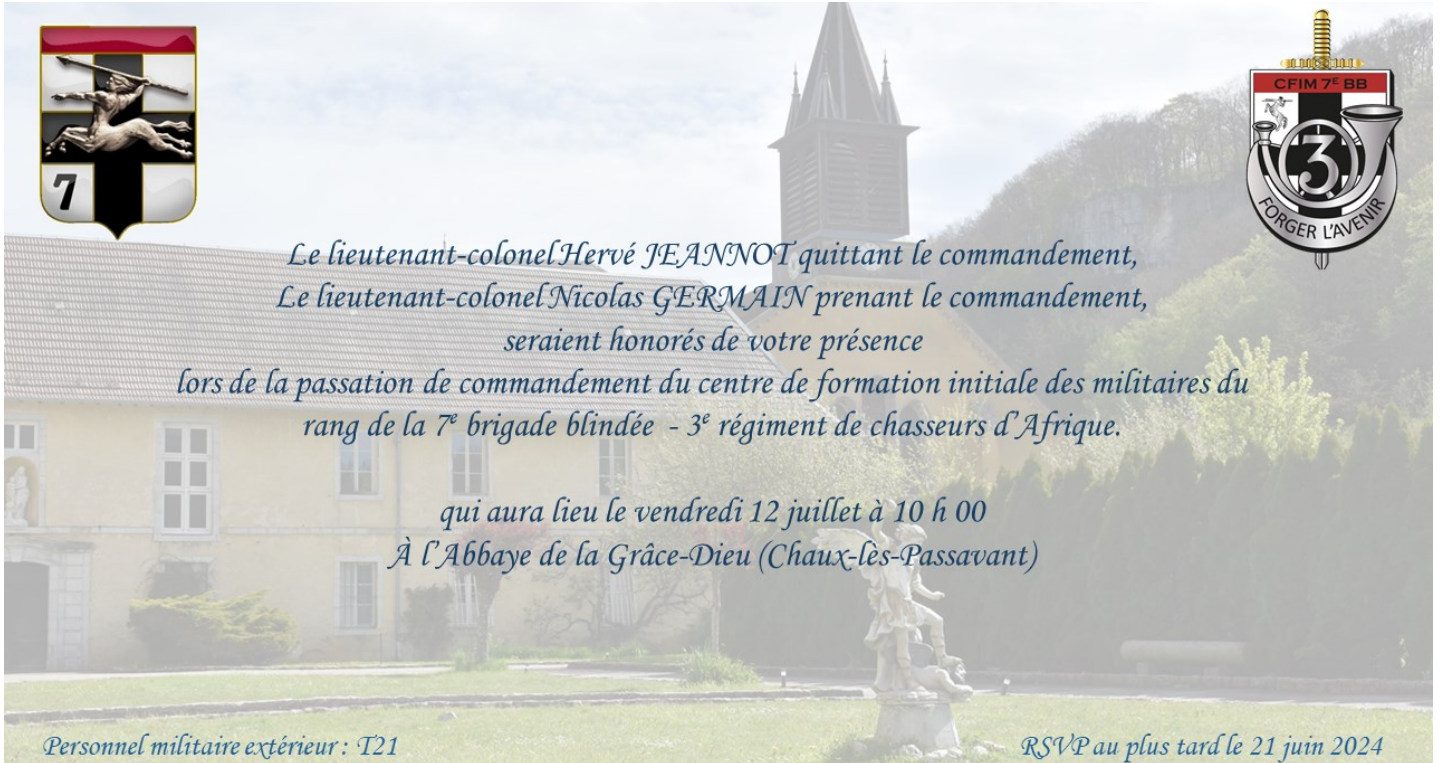 7
CFIM 7E BB
3
FORGER L'AVENIR
Le lieutenant-colonel Hervé JEANNOT quittant le commandement,
Le lieutenant-colonel Nicolas GERMAIN prenant le commandement,
seraient honorés de votre présence
lors de la passation de commandement du centre de formation initiale des militaires du
rang de la 7e brigade blindée - 3e régiment de chasseurs d’Afrique.
qui aura lieu le vendredi 12 juillet à 10 h 00
À l’Abbaye de la Grâce-Dieu (Chaux-lès-Passavant)
Personnel militaire extérieur : T21
RSVP au plus tard le 21 juin 2024